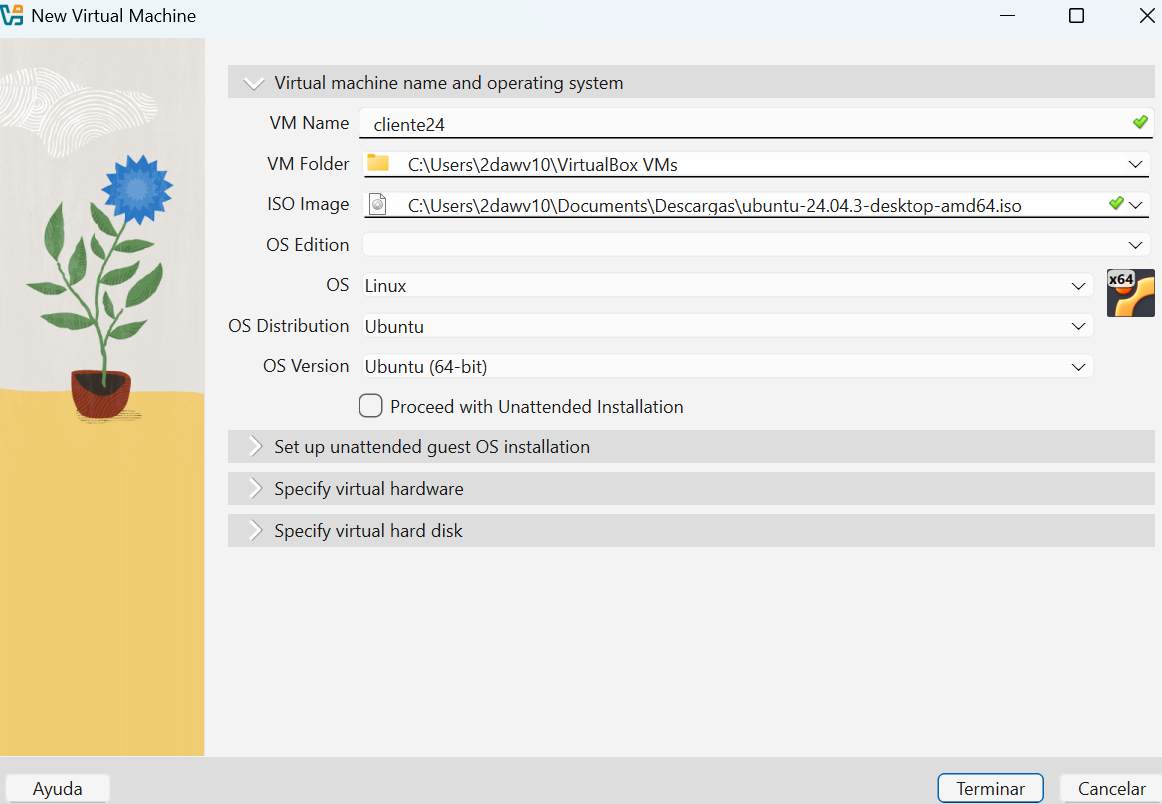 New Virtual Machine
Virtual machine name and operating system
VM Name cliente24
VM Folder C:\Users\2dawv10\VirtualBox VMs
ISO Image C:\Users\2dawv10\Documents\Descargas\ubuntu-24.04.3-desktop-amd64.iso
OS Edition
OS Linux
x64
OS Distribution Ubuntu
OS Version Ubuntu (64-bit)
Proceed with Unattended Installation
Set up unattended guest OS installation
Specify virtual hardware
Specify virtual hard disk
Ayuda Terminar Cancelar